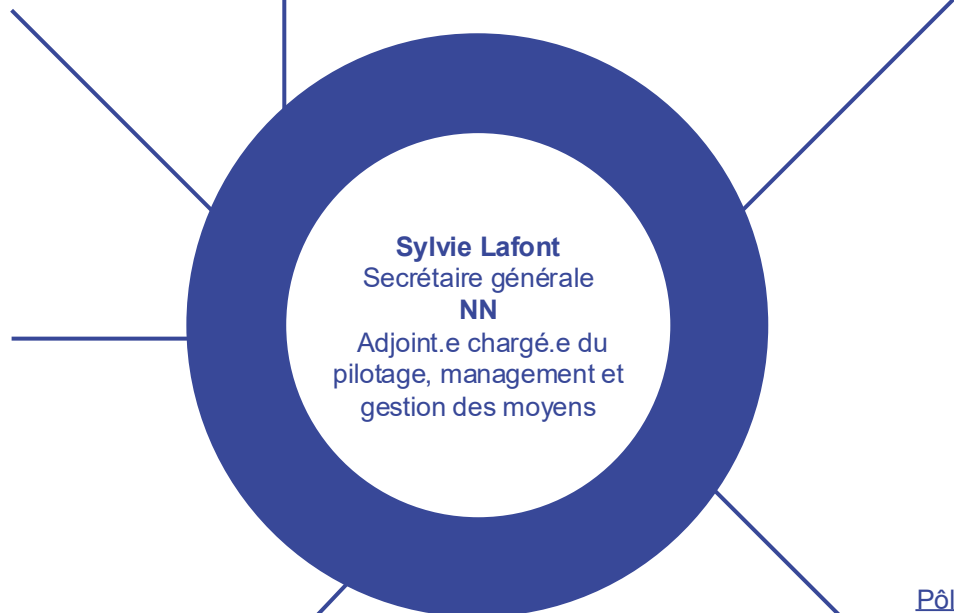 Sylvie Lafont
Secrétaire générale
NN
Adjoint.e chargé.e du
pilotage, management et
gestion des moyens
Pôl